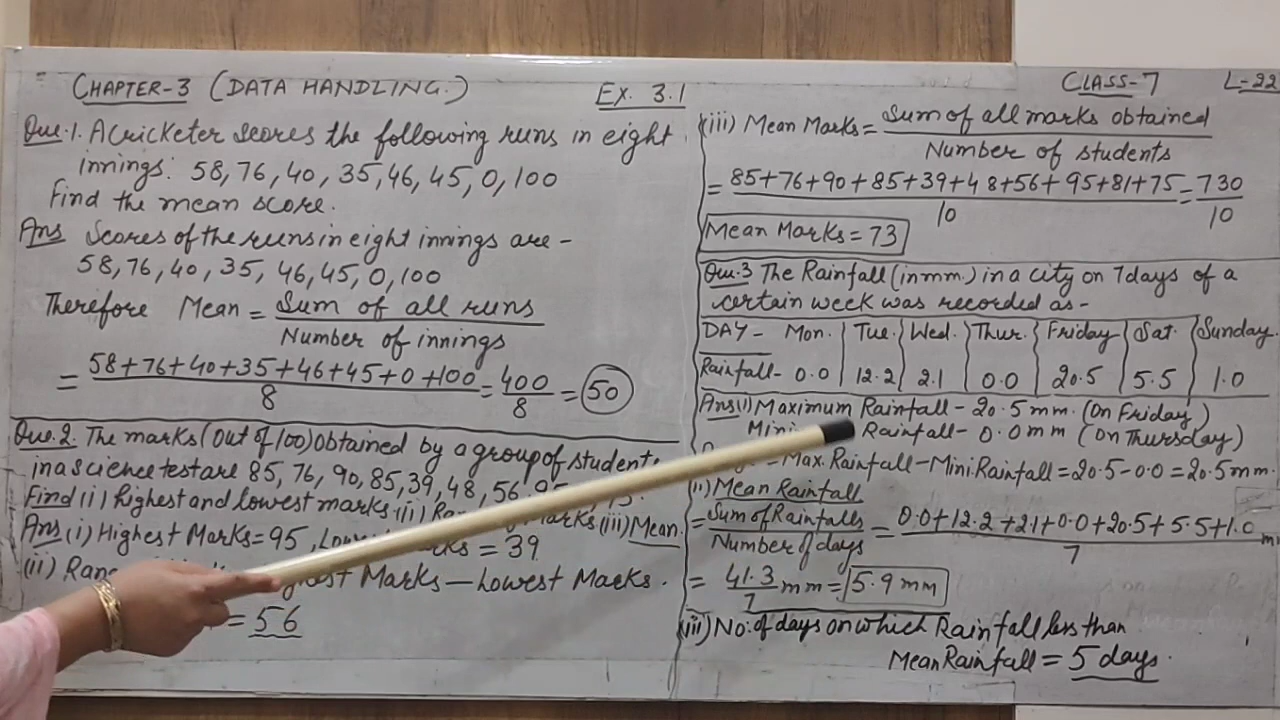 CHAPTER-3 (DATA HANDLING.)
EX. 3.1
CLASS-7
L-22
Que.1. A Cricketer scores the following runs in eight
innings: 58, 76, 40, 35, 46, 45, 0, 100
Find the mean score.
Ans Scores of the runs in eight innings are -
58, 76, 40, 35, 46, 45, 0, 100
Therefore Mean = Sum of all runs
Number of innings
= 58+76+40+35+46+45+0+100 = 400 = 50
8 8
Que.2. The marks (out of 100) obtained by a group of students
in a science test are 85, 76, 90, 85, 39, 48, 56
Find (i) highest and lowest marks (ii) (iii) Mean.
Ans (i) Highest Marks = 95, = 39
(ii) Marks — Lowest Marks.
= 56
(iii) Mean Marks = Sum of all marks obtained
Number of students
= 85+76+90+85+39+48+56+95+81+75 = 730
10 10
Mean Marks = 73
Que.3 The Rainfall (in mm.) in a city on 7 days of a
certain week was recorded as -
DAY- Mon. Tue. Wed. Thur. Friday Sat. Sunday
Rainfall- 0.0 12.2 2.1 0.0 20.5 5.5 1.0
Ans (i) Maximum Rainfall - 20.5 mm. (On Friday)
Rainfall - 0.0 mm (On Thursday)
= Max. Rainfall - Mini. Rainfall = 20.5 - 0.0 = 20.5 mm.
(ii) Mean Rainfall
= Sum of Rainfalls = 0.0+12.2+2.1+0.0+20.5+5.5+1.0
Number of days 7
= 41.3 mm = 5.9 mm
7
(iii) No. of days on which Rainfall less than
Mean Rainfall = 5 days.